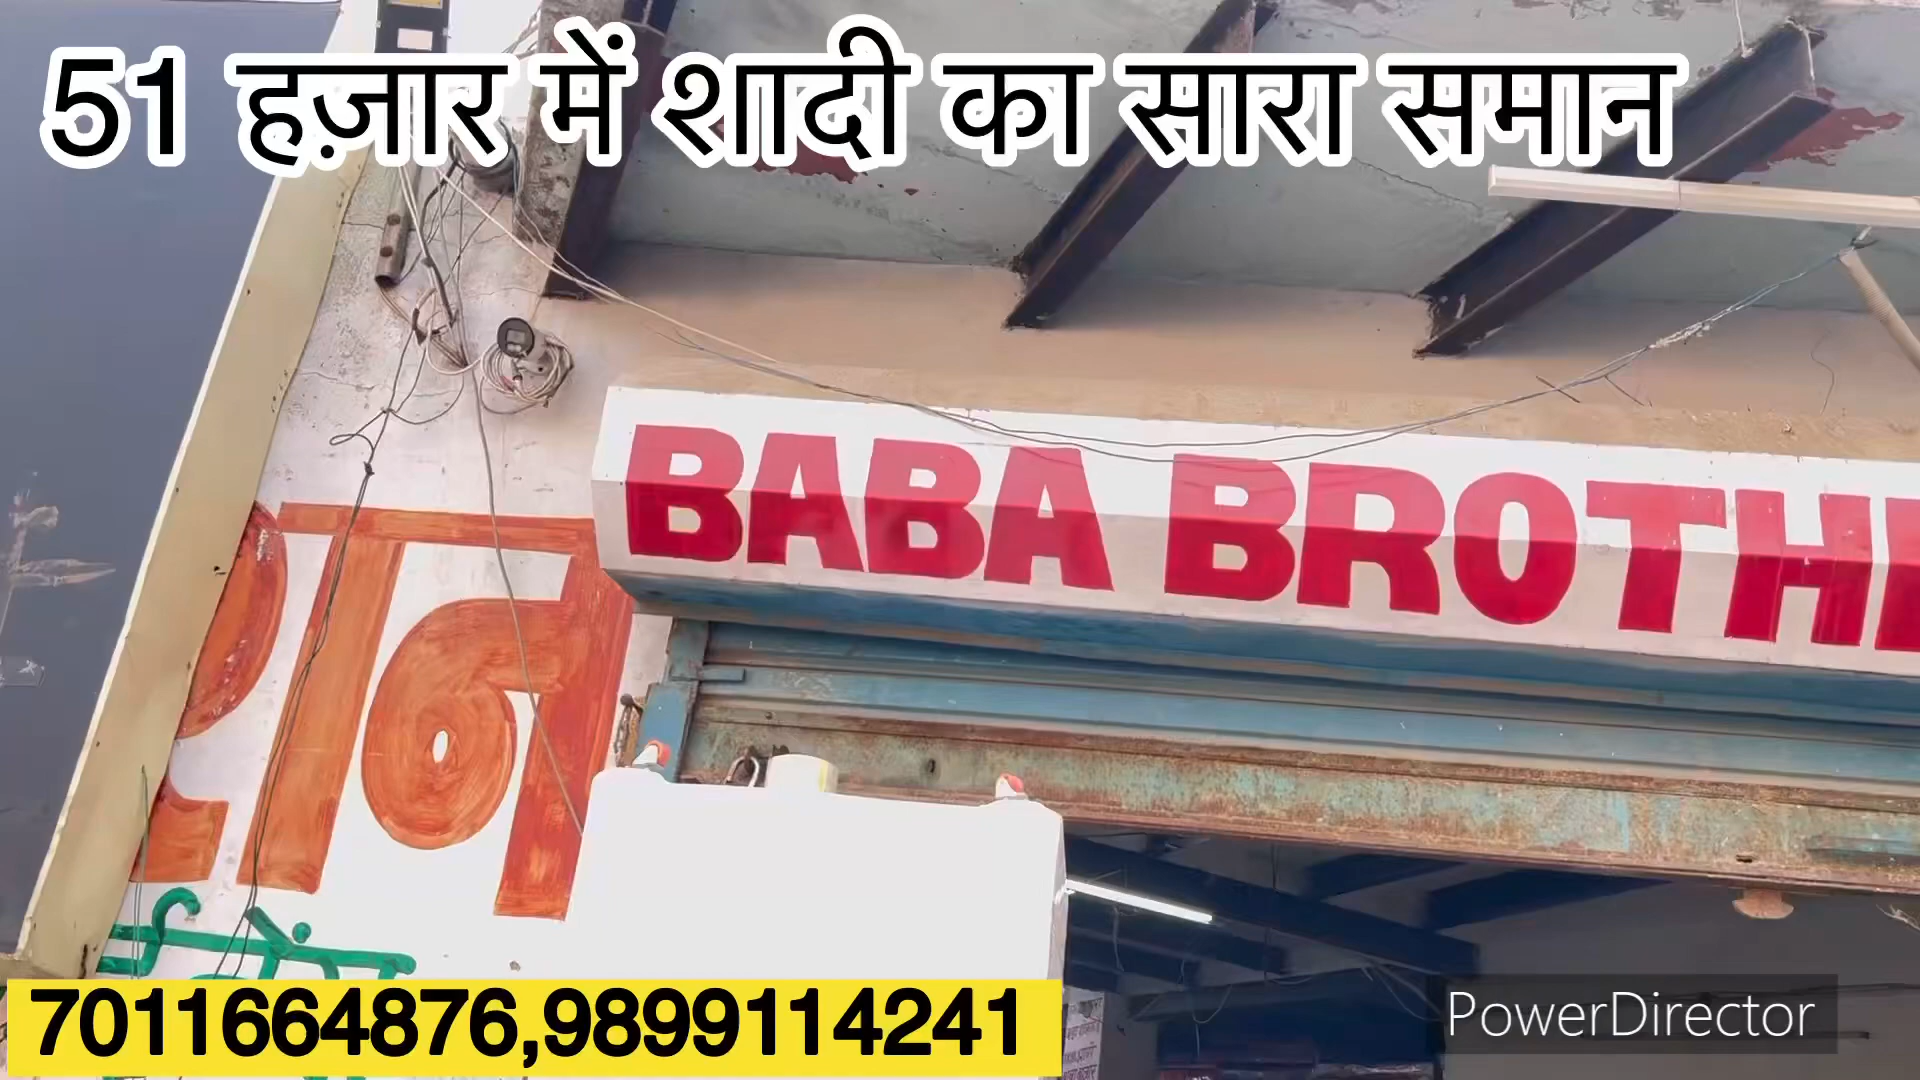 51 हज़ार में शादी का सारा समान
BABA BROTH
7011664876,9899114241
PowerDirector